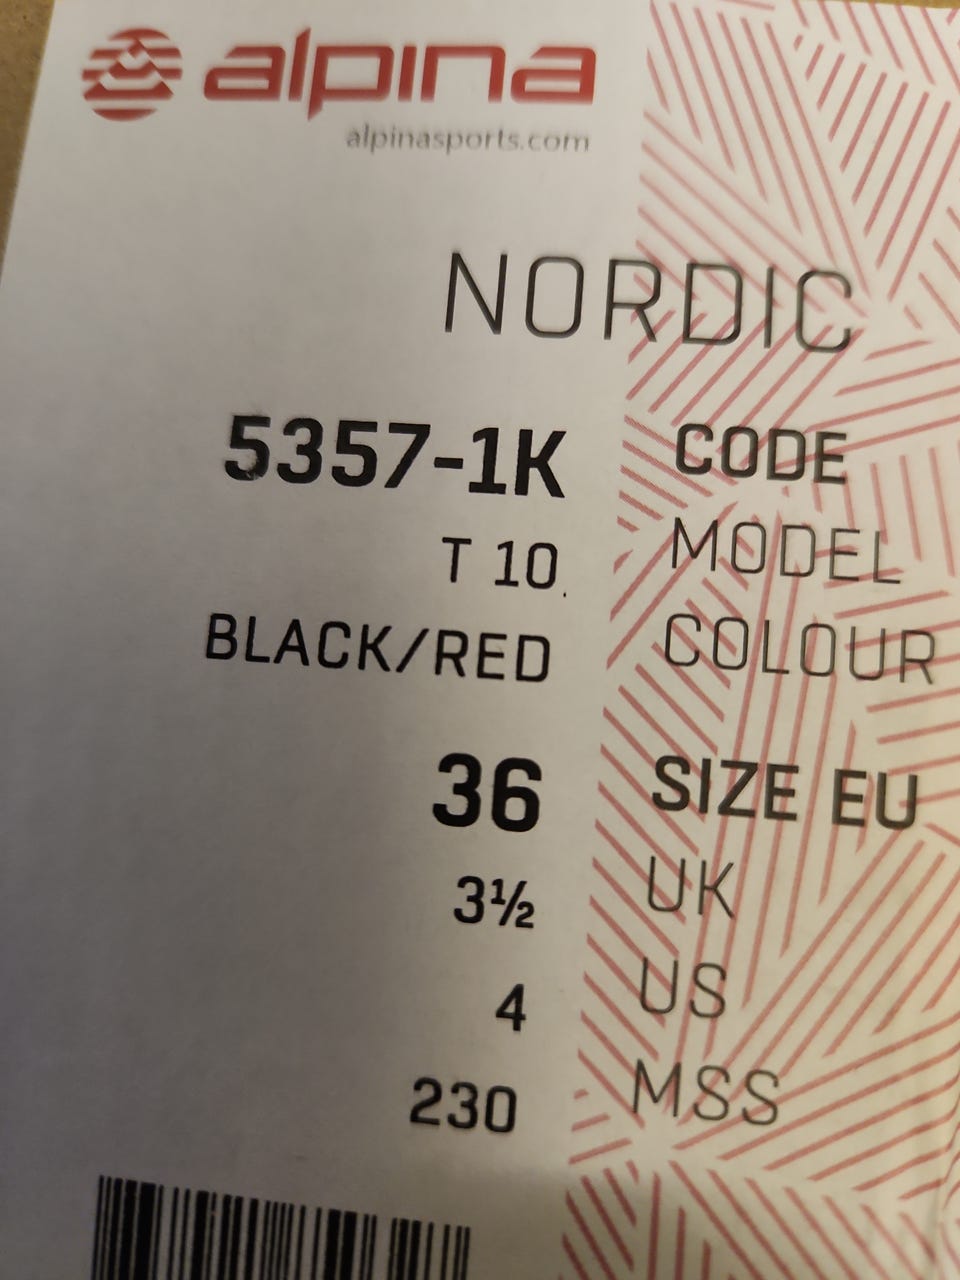 alpina
alpinasports.com
NORDIC
5357-1K CODE
T 10. MODEL
BLACK/RED COLOUR
36 SIZE EU
3½ UK
4 US
230 MSS